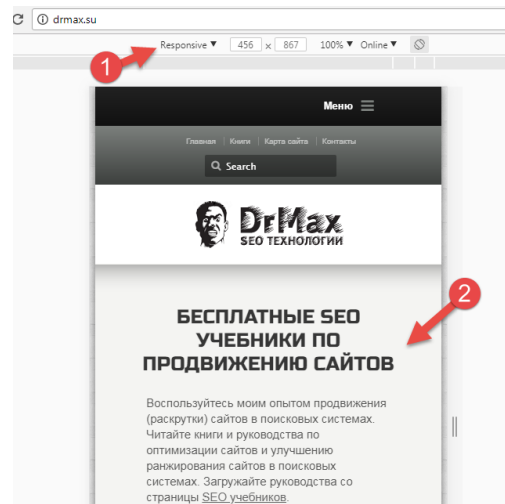 drmax.su
Responsive ▼ 456 x 867 100% ▼ Online ▼
1
Меню
Главная Книги Карта сайта Контакты
Search
DrMax
SEO ТЕХНОЛОГИИ
2
БЕСПЛАТНЫЕ SEO
УЧЕБНИКИ ПО
ПРОДВИЖЕНИЮ САЙТОВ
Воспользуйтесь моим опытом продвижения
(раскрутки) сайтов в поисковых системах.
Читайте книги и руководства по
оптимизации сайтов и улучшению
ранжирования сайтов в поисковых
системах. Загружайте руководства со
страницы SEO учебников.